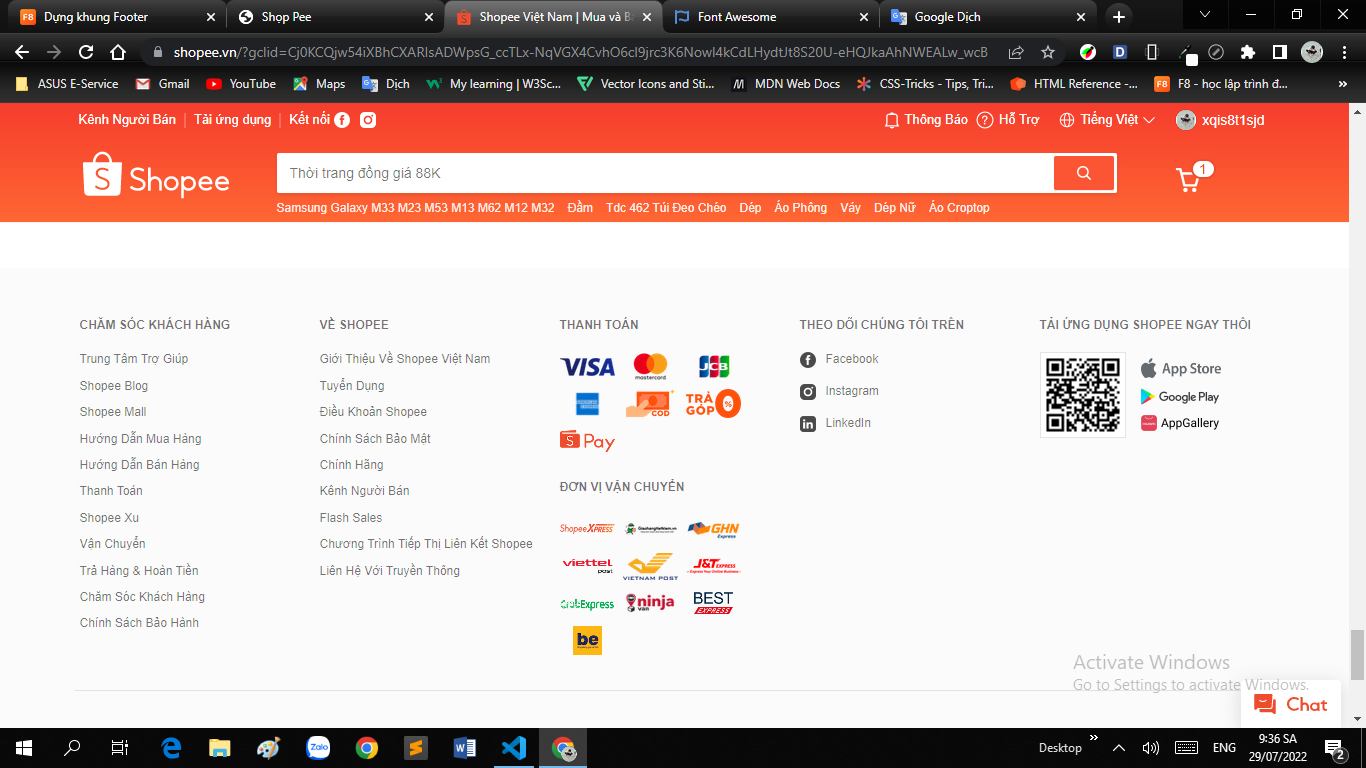 Dựng khung Footer
Shop Pee
Shopee Việt Nam | Mua và B
Font Awesome
Google Dịch
shopee.vn/?gclid=Cj0KCQjw54iXBhCXARIsADWpsG_ccTLx-NqVGX4CvhO6cl9jrc3K6Nowl4kCdLHydtJt8S20U-eHQJkaAhNWEALw_wcB
ASUS E-Service
Gmail
YouTube
Maps
Dịch
My learning | W3Sc...
Vector Icons and Sti...
MDN Web Docs
CSS-Tricks - Tips, Tri...
HTML Reference -...
F8 - học lập trình đ...
Kênh Người Bán
Tải ứng dụng
Kết nối
Thông Báo
Hỗ Trợ
Tiếng Việt
xqis8t1sjd
Shopee
Thời trang đồng giá 88K
1
Samsung Galaxy M33 M23 M53 M13 M62 M12 M32
Đầm
Tdc 462 Túi Đeo Chéo
Dép
Áo Phông
Váy
Dép Nữ
Áo Croptop
CHĂM SÓC KHÁCH HÀNG
Trung Tâm Trợ Giúp
Shopee Blog
Shopee Mall
Hướng Dẫn Mua Hàng
Hướng Dẫn Bán Hàng
Thanh Toán
Shopee Xu
Vận Chuyển
Trả Hàng & Hoàn Tiền
Chăm Sóc Khách Hàng
Chính Sách Bảo Hành
VỀ SHOPEE
Giới Thiệu Về Shopee Việt Nam
Tuyển Dụng
Điều Khoản Shopee
Chính Sách Bảo Mật
Chính Hãng
Kênh Người Bán
Flash Sales
Chương Trình Tiếp Thị Liên Kết Shopee
Liên Hệ Với Truyền Thông
THANH TOÁN
VISA
mastercard
JCB
COD
TRẢ GÓP 0%
S Pay
ĐƠN VỊ VẬN CHUYỂN
Shopee XPRESS
GHN Express
viettel post
VIETNAM POST
J&T EXPRESS
GrabExpress
ninja van
BEST EXPRESS
be
THEO DÕI CHÚNG TÔI TRÊN
Facebook
Instagram
LinkedIn
TẢI ỨNG DỤNG SHOPEE NGAY THÔI
App Store
Google Play
AppGallery
Activate Windows
Go to Settings to activate Windows.
Chat
Desktop
ENG
9:36 SA
29/07/2022
2